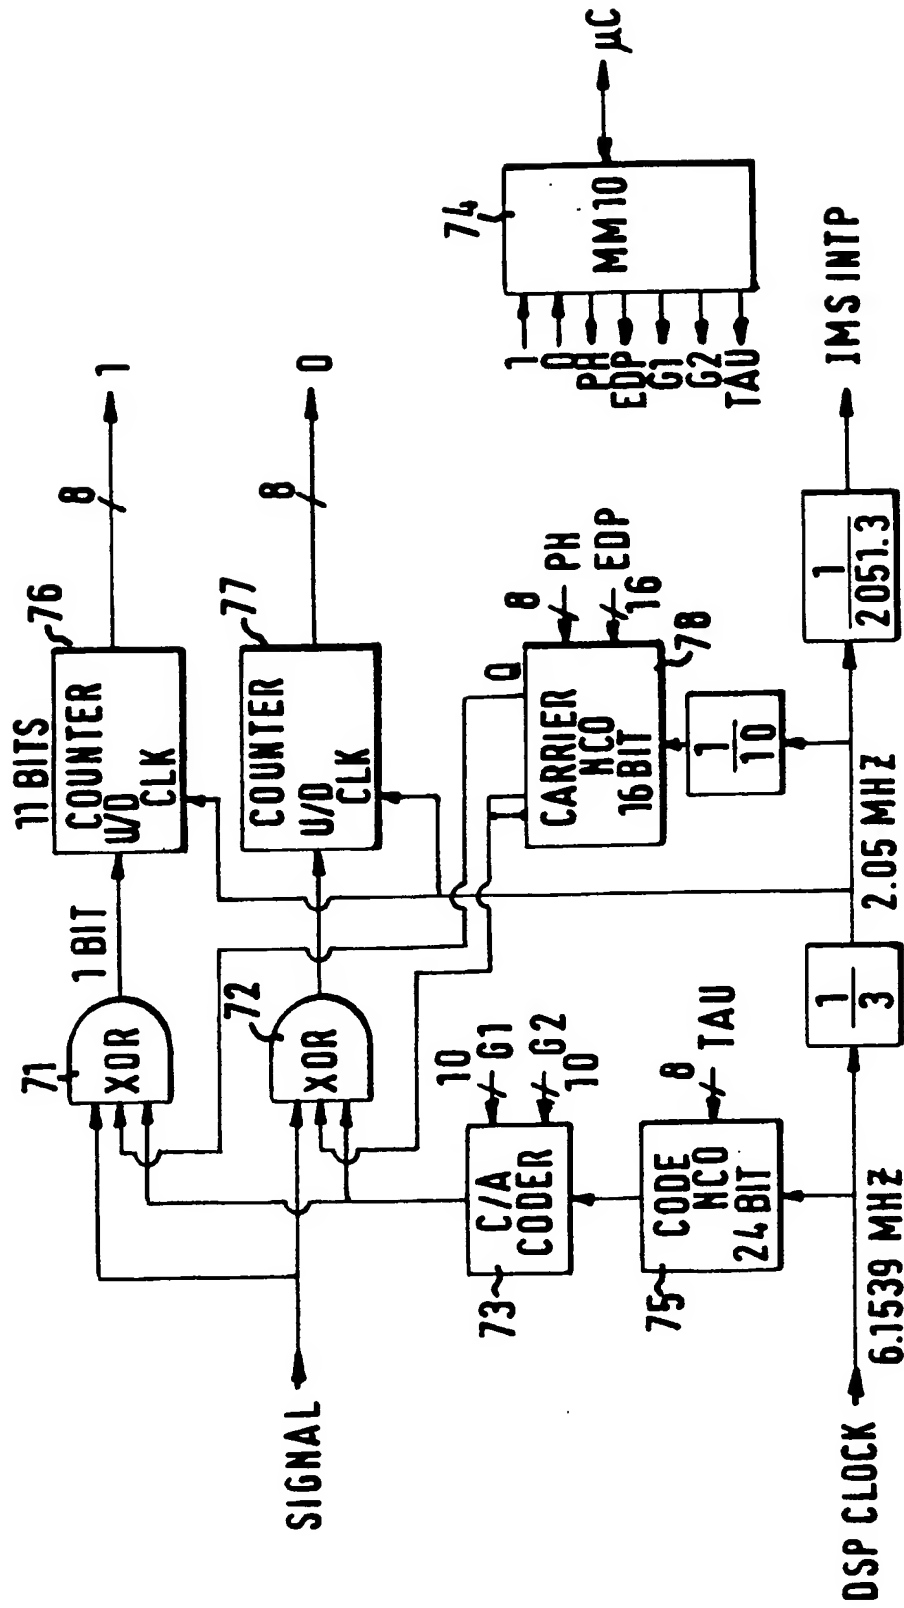 SIGNAL
71
XOR
1 BIT
11 BITS
COUNTER
U/D
CLK
76
8
1
72
XOR
COUNTER
U/D
CLK
77
8
0
73
C/A
CODER
10
G1
G2
10
75
CODE
NCO
24 BIT
8
TAU
Q
CARRIER
NCO
16 BIT
8
PH
EDP
16
78
1
10
74
MM10
µC
1
0
PH
EDP
G1
G2
TAU
DSP CLOCK
6.1539 MHZ
1
3
2.05 MHZ
1
2051.3
IMS INTP